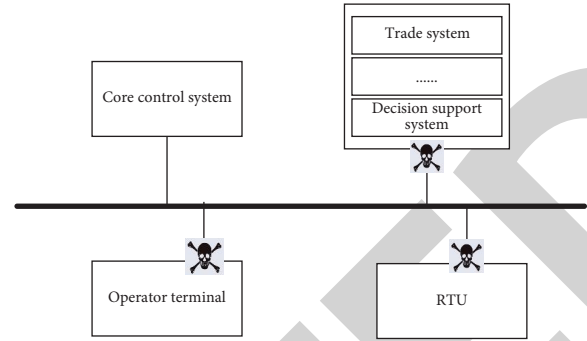 Trade system
......
Decision support
system
Core control system
Operator terminal
RTU